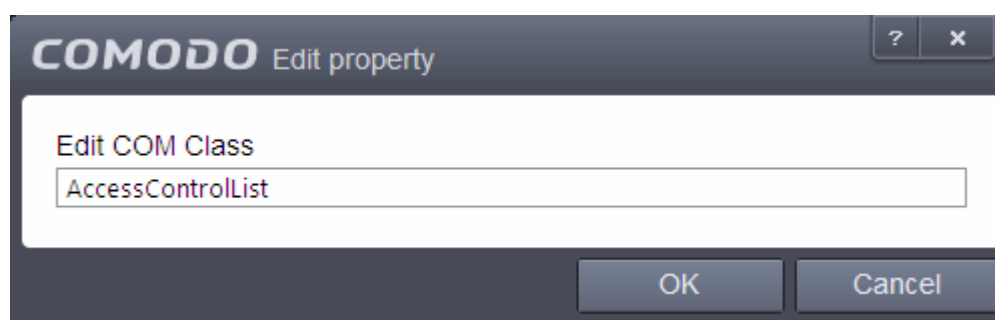 COMODO Edit property ? x
Edit COM Class
AccessControlList
OK Cancel